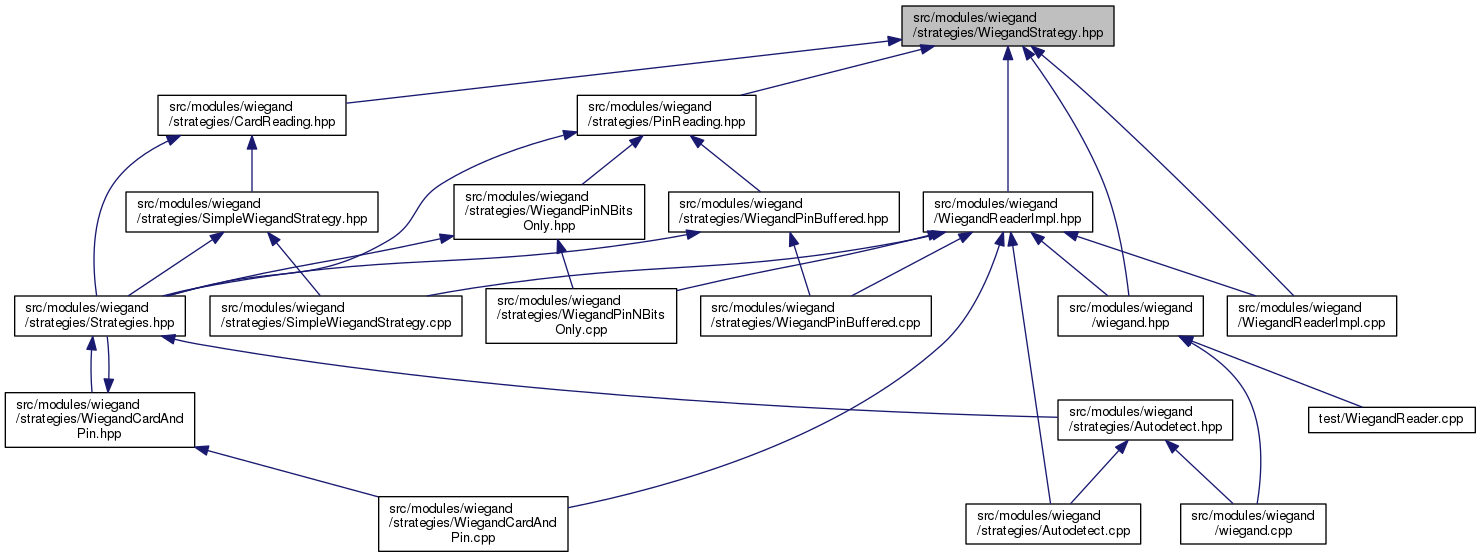 src/modules/wiegand
/strategies/WiegandStrategy.hpp
src/modules/wiegand
/strategies/CardReading.hpp
src/modules/wiegand
/strategies/PinReading.hpp
src/modules/wiegand
/strategies/SimpleWiegandStrategy.hpp
src/modules/wiegand
/strategies/WiegandPinNBits
Only.hpp
src/modules/wiegand
/strategies/WiegandPinBuffered.hpp
src/modules/wiegand
/WiegandReaderImpl.hpp
src/modules/wiegand
/strategies/Strategies.hpp
src/modules/wiegand
/strategies/SimpleWiegandStrategy.cpp
src/modules/wiegand
/strategies/WiegandPinNBits
Only.cpp
src/modules/wiegand
/strategies/WiegandPinBuffered.cpp
src/modules/wiegand
/wiegand.hpp
src/modules/wiegand
/WiegandReaderImpl.cpp
src/modules/wiegand
/strategies/WiegandCardAnd
Pin.hpp
src/modules/wiegand
/strategies/Autodetect.hpp
test/WiegandReader.cpp
src/modules/wiegand
/strategies/WiegandCardAnd
Pin.cpp
src/modules/wiegand
/strategies/Autodetect.cpp
src/modules/wiegand
/wiegand.cpp